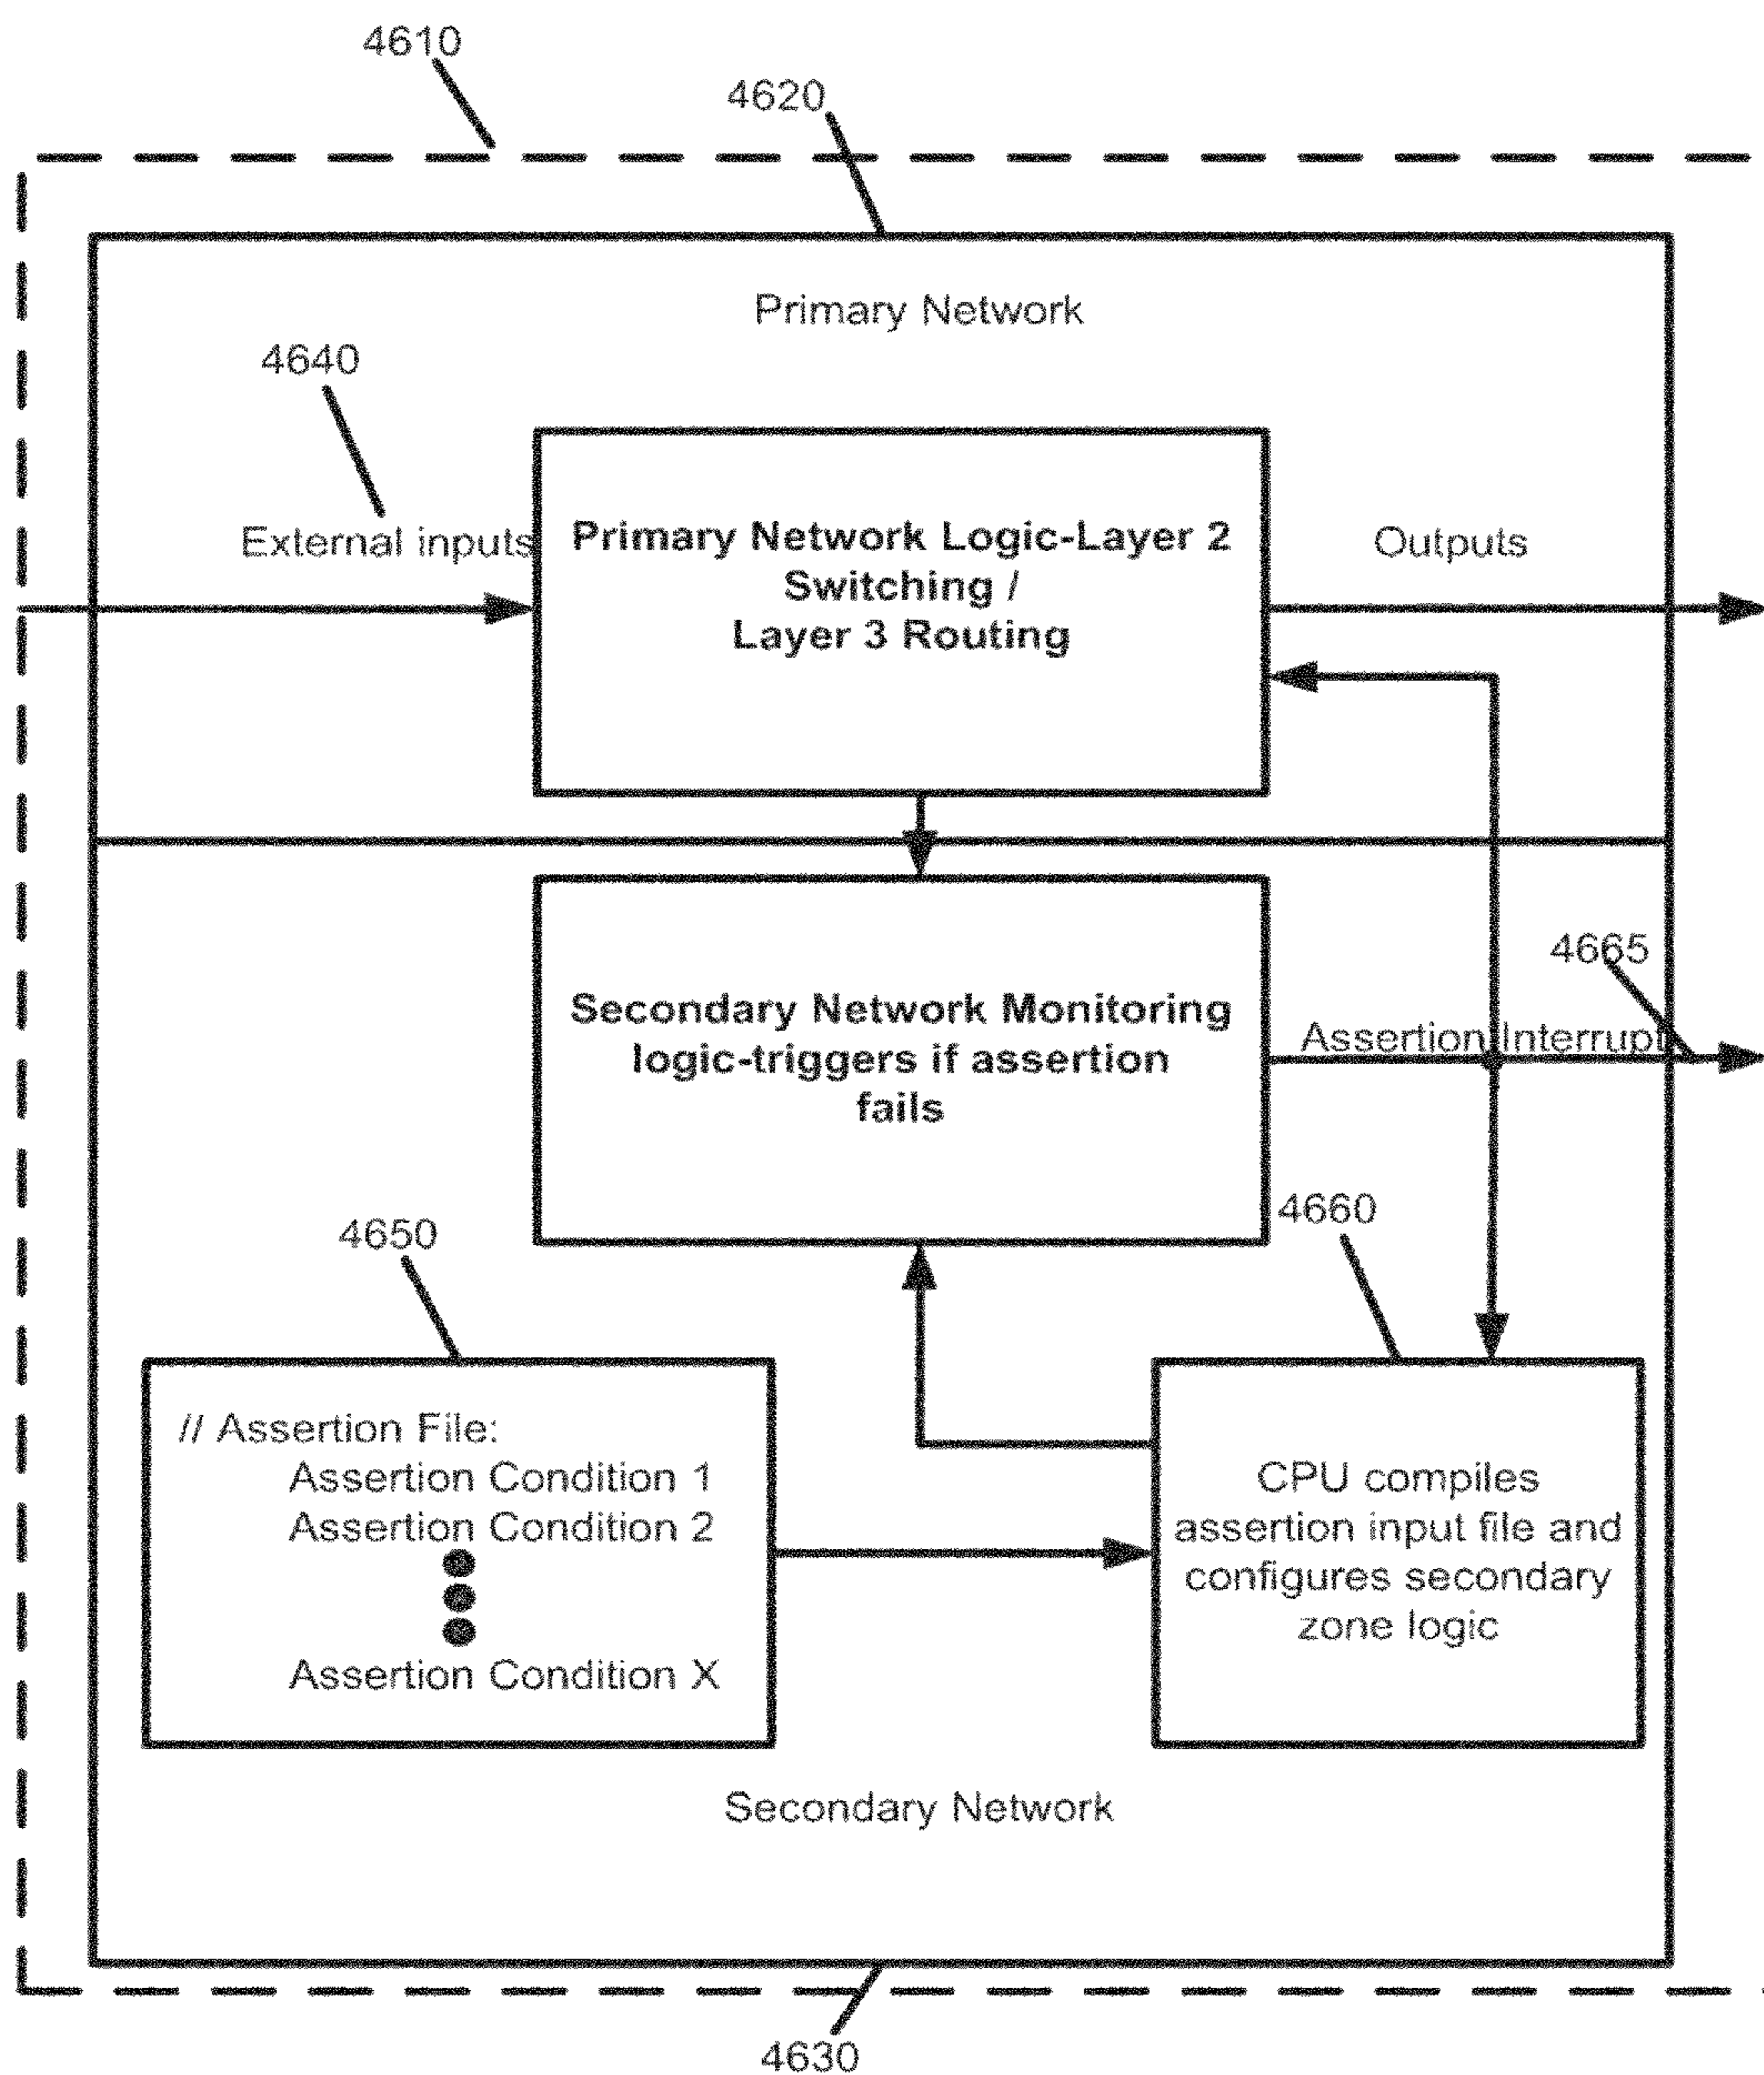 4610
4620
Primary Network
4640
External inputs
Primary Network Logic-Layer 2
Switching /
Layer 3 Routing
Outputs
4665
Secondary Network Monitoring
logic-triggers if assertion
fails
Assertion Interrupt
4650
4660
// Assertion File:
Assertion Condition 1
Assertion Condition 2
Assertion Condition X
CPU compiles
assertion input file and
configures secondary
zone logic
Secondary Network
4630